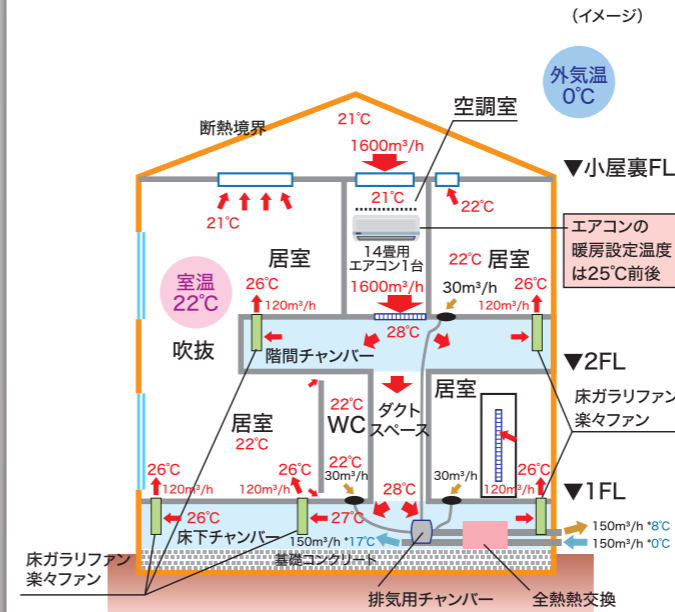 (イメージ)
外気温
0℃
空調室
断熱境界
21℃
1600m³/h
▼小屋裏FL
21℃
21℃
22℃
エアコンの
暖房設定温度
は25℃前後
14畳用
エアコン1台
居室
22℃
居室
室温
22℃
26℃
120m³/h
1600m³/h
30m³/h
26℃
120m³/h
28℃
吹抜
階間チャンバー
▼2FL
床ガラリファン
楽々ファン
居室
22℃
22℃
WC
ダクト
スペース
居室
22℃
30m³/h
28℃
30m³/h
26℃
120m³/h
26℃
120m³/h
26℃
120m³/h
▼1FL
26℃
27℃
床下チャンバー
150m³/h *17℃
150m³/h *8℃
150m³/h *0℃
基礎コンクリート
床ガラリファン
楽々ファン
排気用チャンバー
全熱熱交換